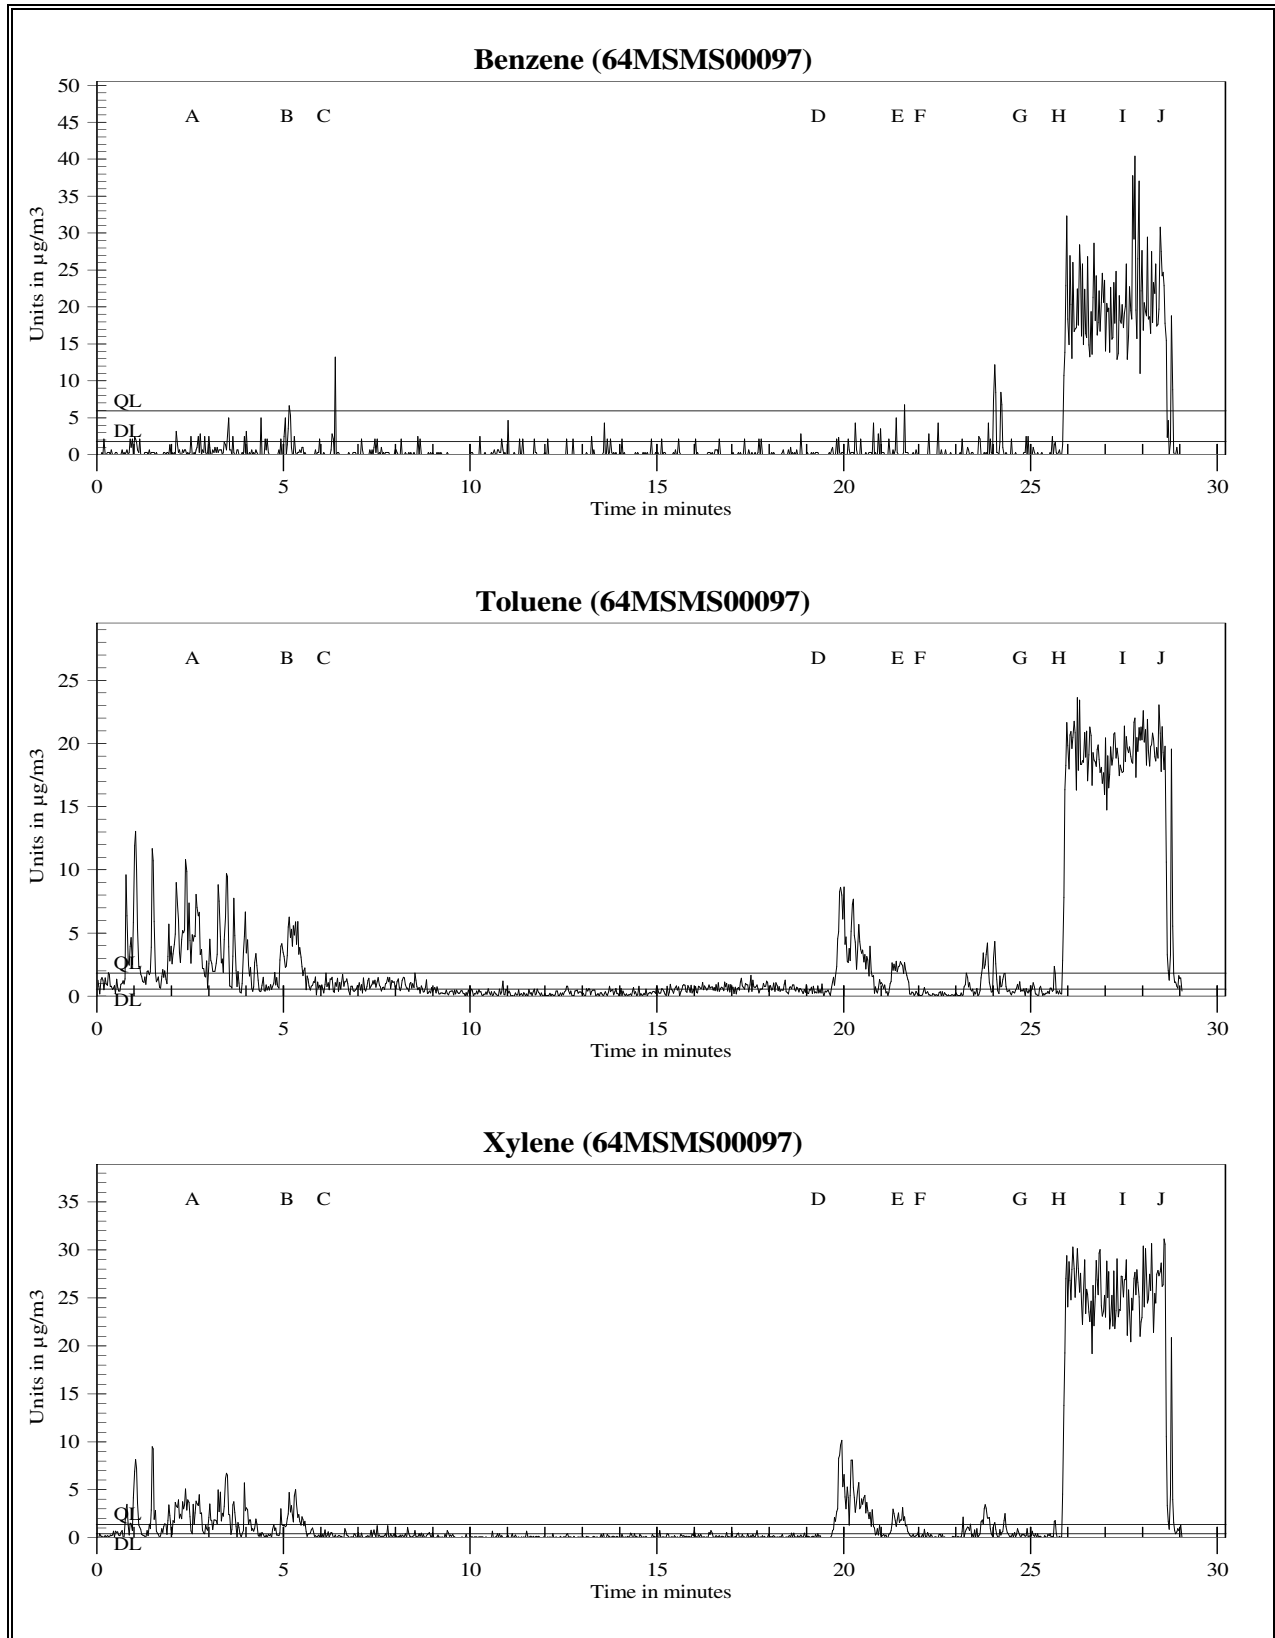 Benzene (64MSMS00097)
50
A B C D E F G H I J
45
40
35
30
25
20
15
10
QL
5
DL
0
Units in µg/m3
0 5 10 15 20 25 30
Time in minutes
Toluene (64MSMS00097)
A B C D E F G H I J
25
20
15
10
5
QL
0
DL
Units in µg/m3
0 5 10 15 20 25 30
Time in minutes
Xylene (64MSMS00097)
35
A B C D E F G H I J
30
25
20
15
10
5
QL
0
DL
Units in µg/m3
0 5 10 15 20 25 30
Time in minutes